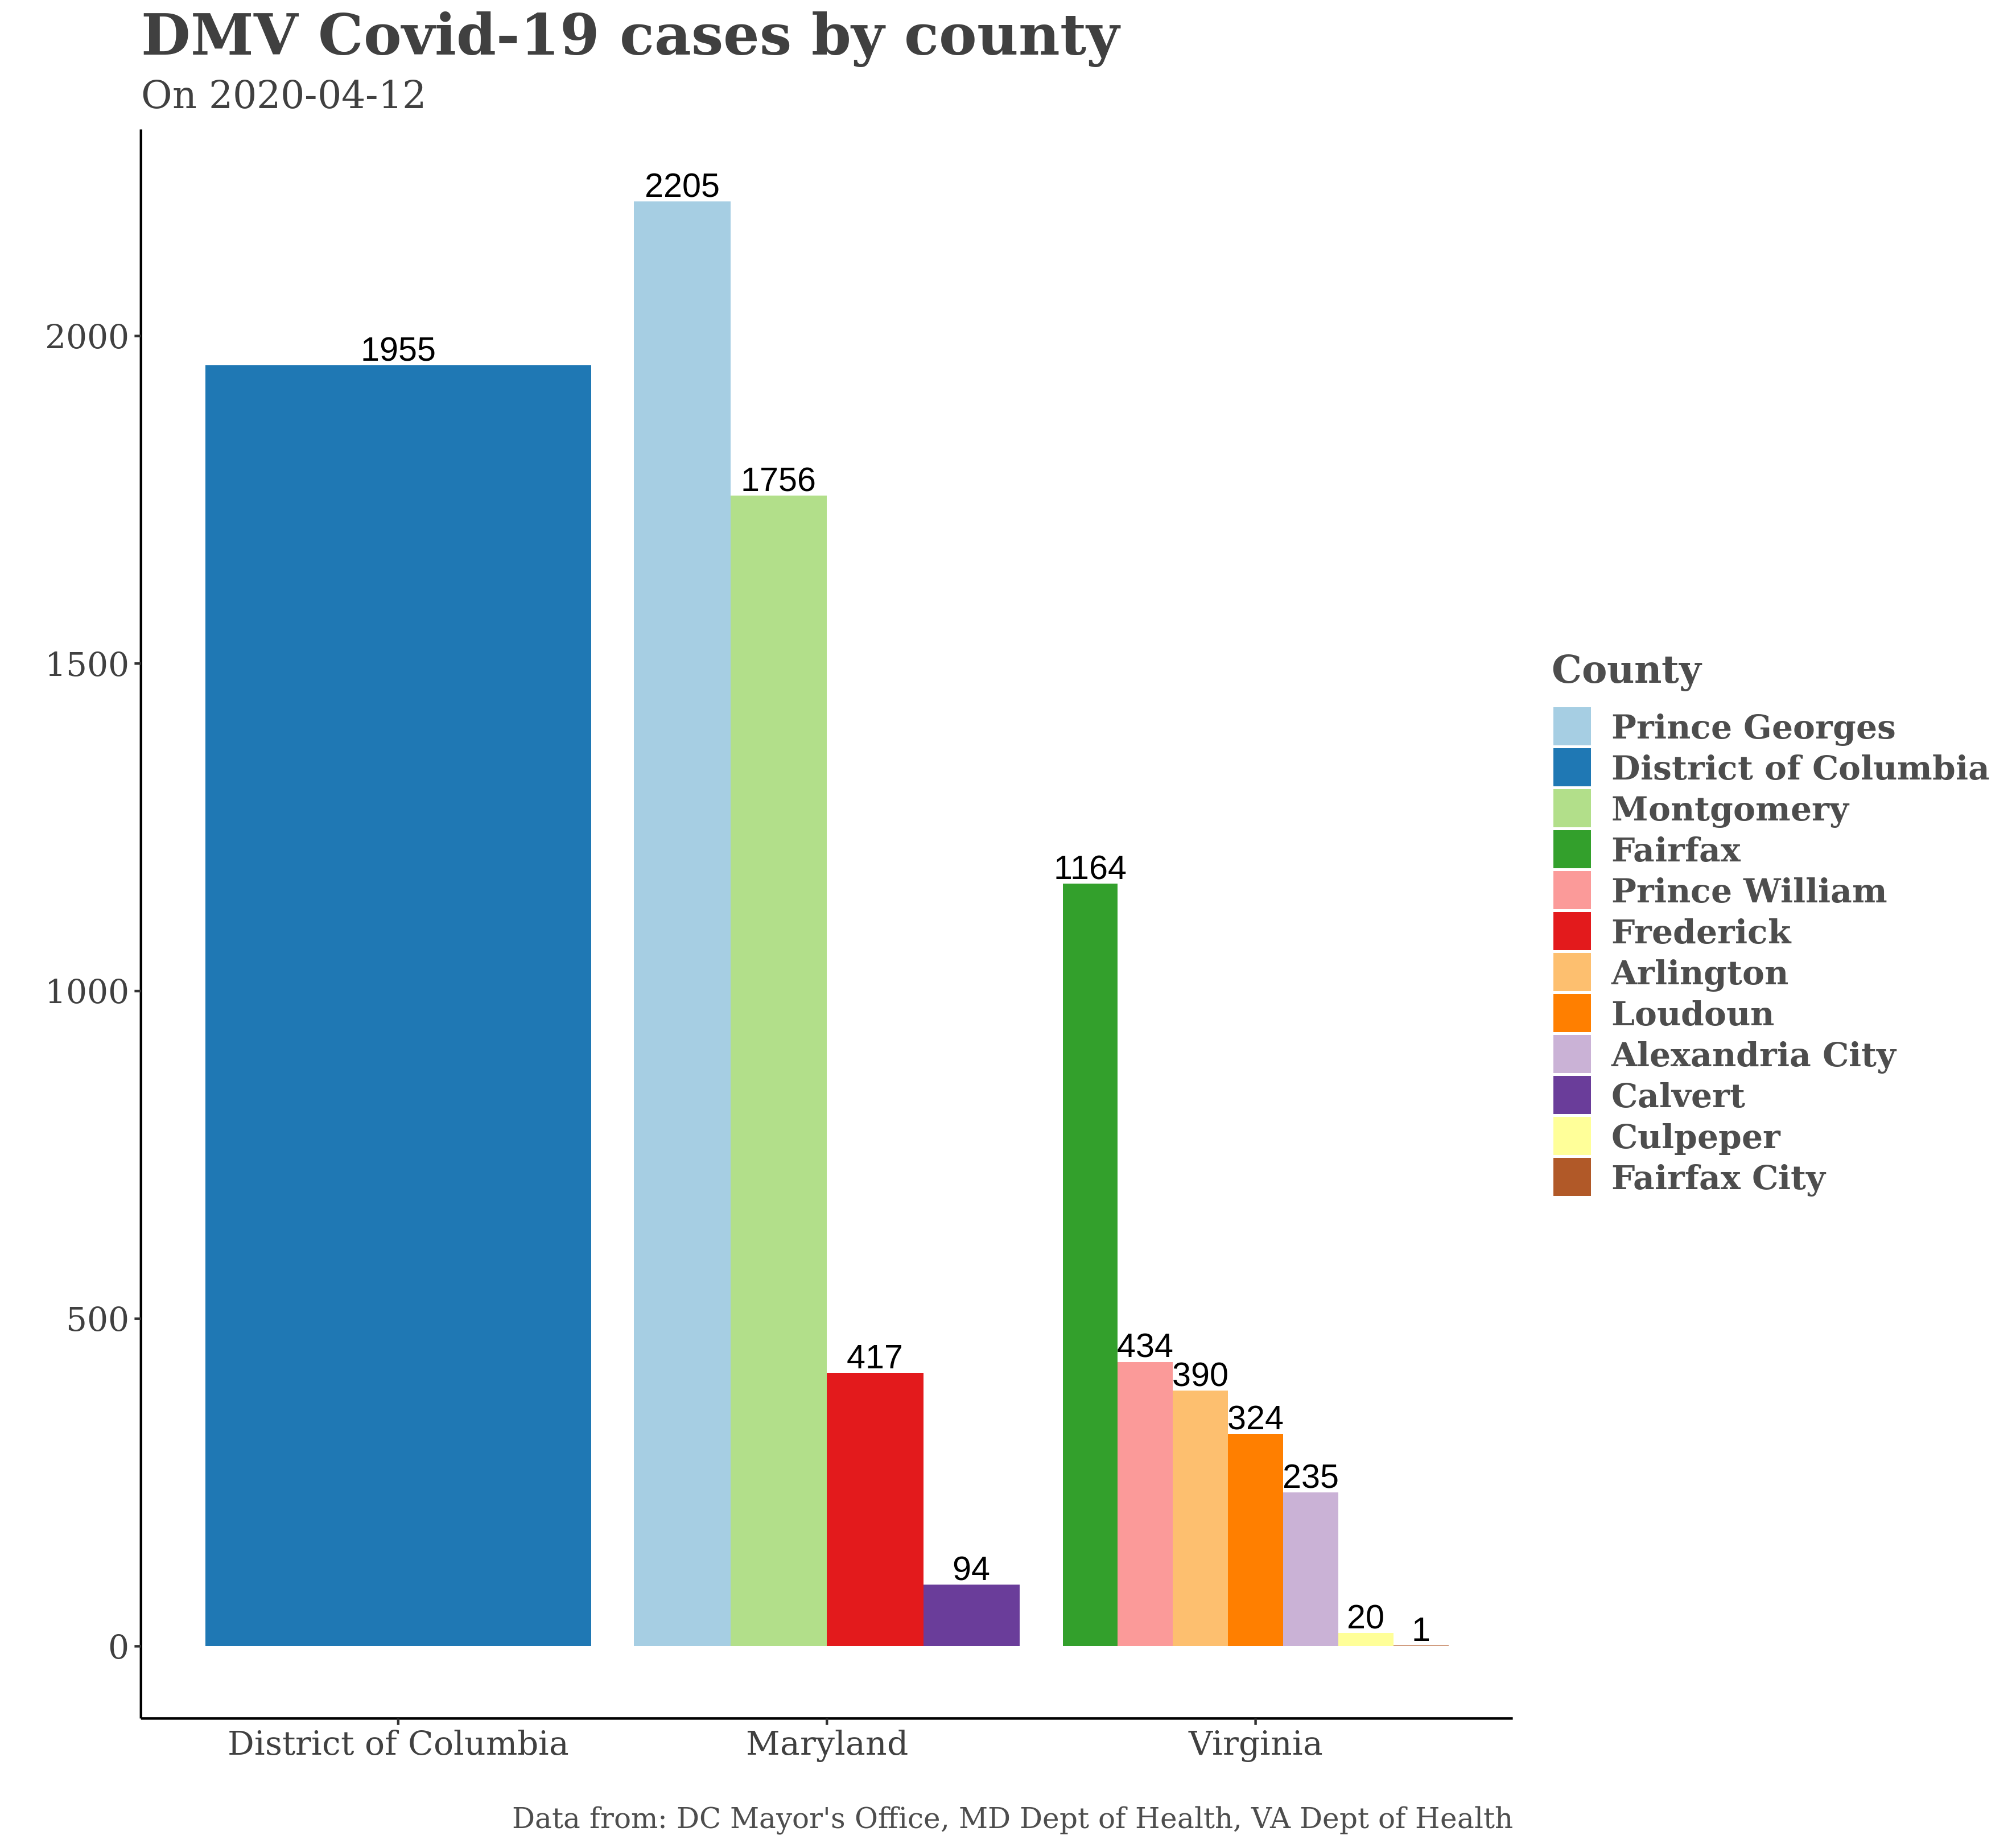 DMV Covid-19 cases by county
On 2020-04-12
2205
2000
1955
1756
1500
1164
1000
500
434
417
390
324
235
94
20
1
0
County
Prince Georges
District of Columbia
Montgomery
Fairfax
Prince William
Frederick
Arlington
Loudoun
Alexandria City
Calvert
Culpeper
Fairfax City
District of Columbia
Maryland
Virginia
Data from: DC Mayor's Office, MD Dept of Health, VA Dept of Health